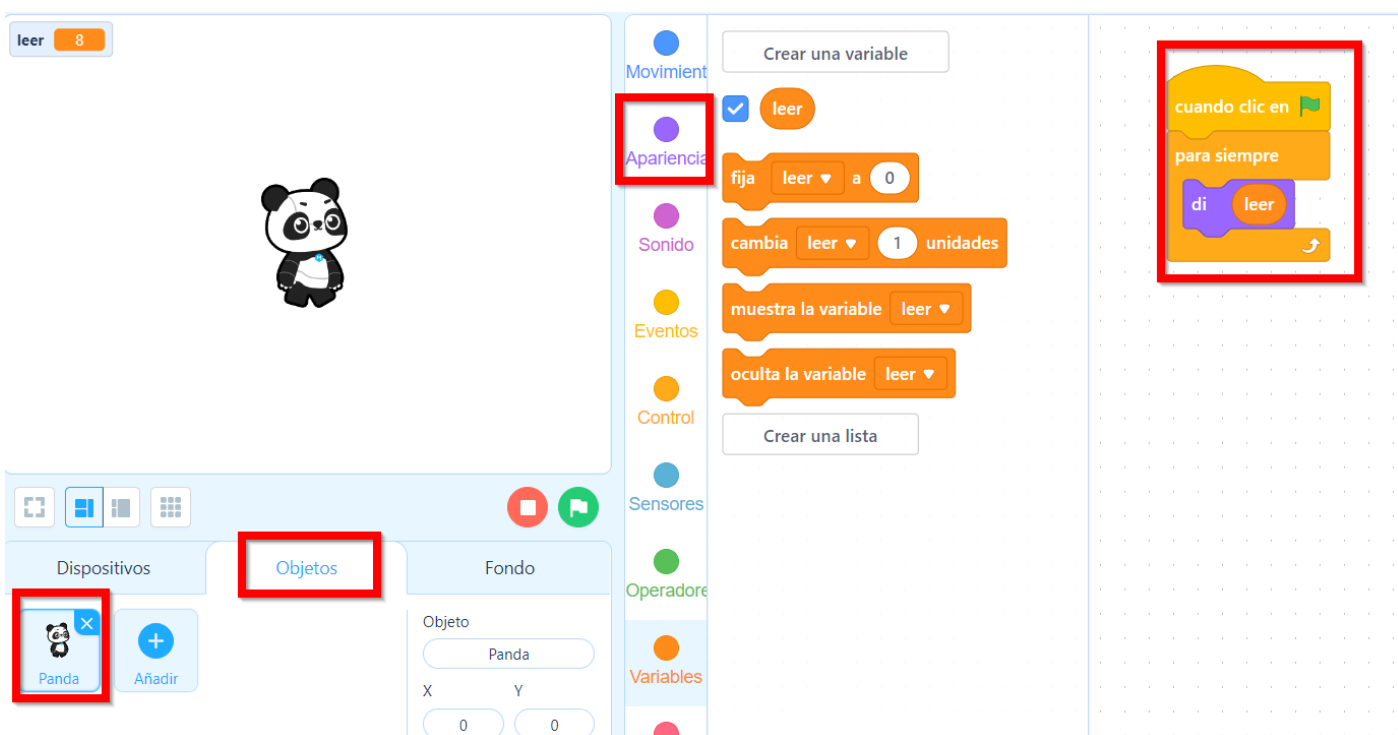 leer 8
Dispositivos
Objetos
Fondo
Panda
Añadir
Objeto
Panda
X Y
0 0
Movimient
Apariencia
Sonido
Eventos
Control
Sensores
Operadore
Variables
Crear una variable
leer
fija leer a 0
cambia leer 1 unidades
muestra la variable leer
oculta la variable leer
Crear una lista
cuando clic en
para siempre
di leer